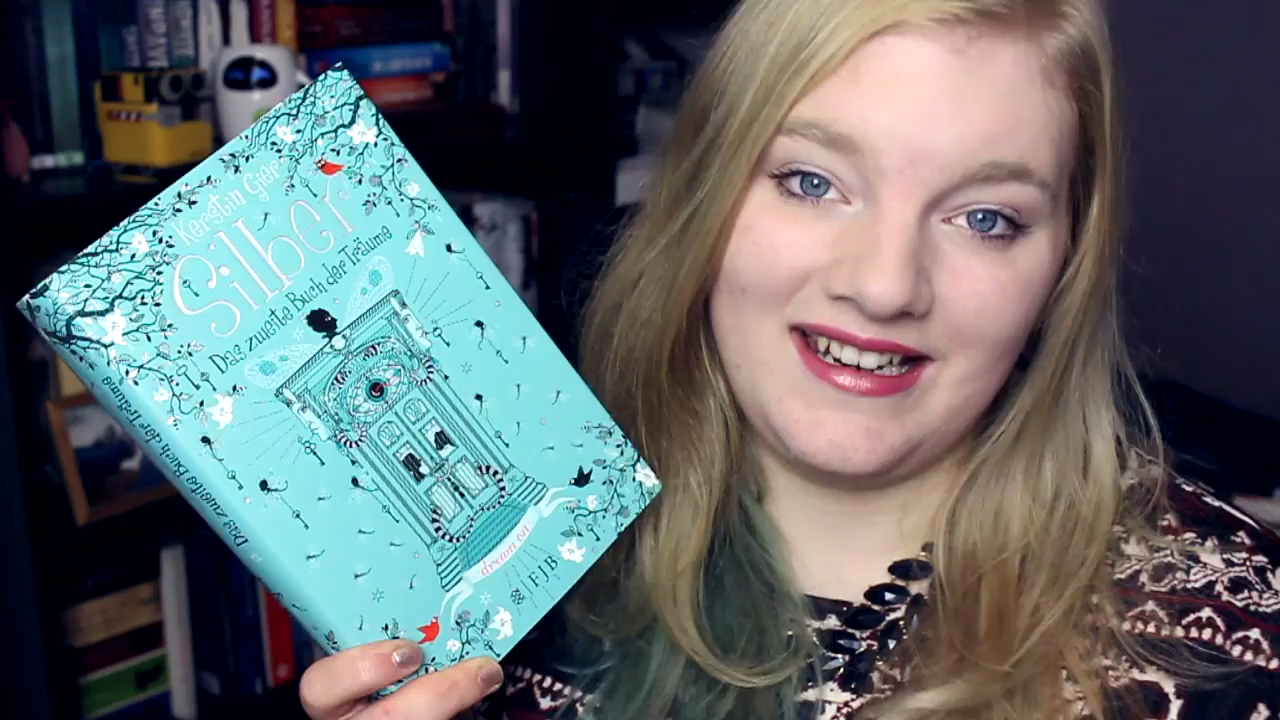 Kerstin Gier
Silber
Das zweite Buch der Träume
dream on
FJB
Das zweite Buch der Träume